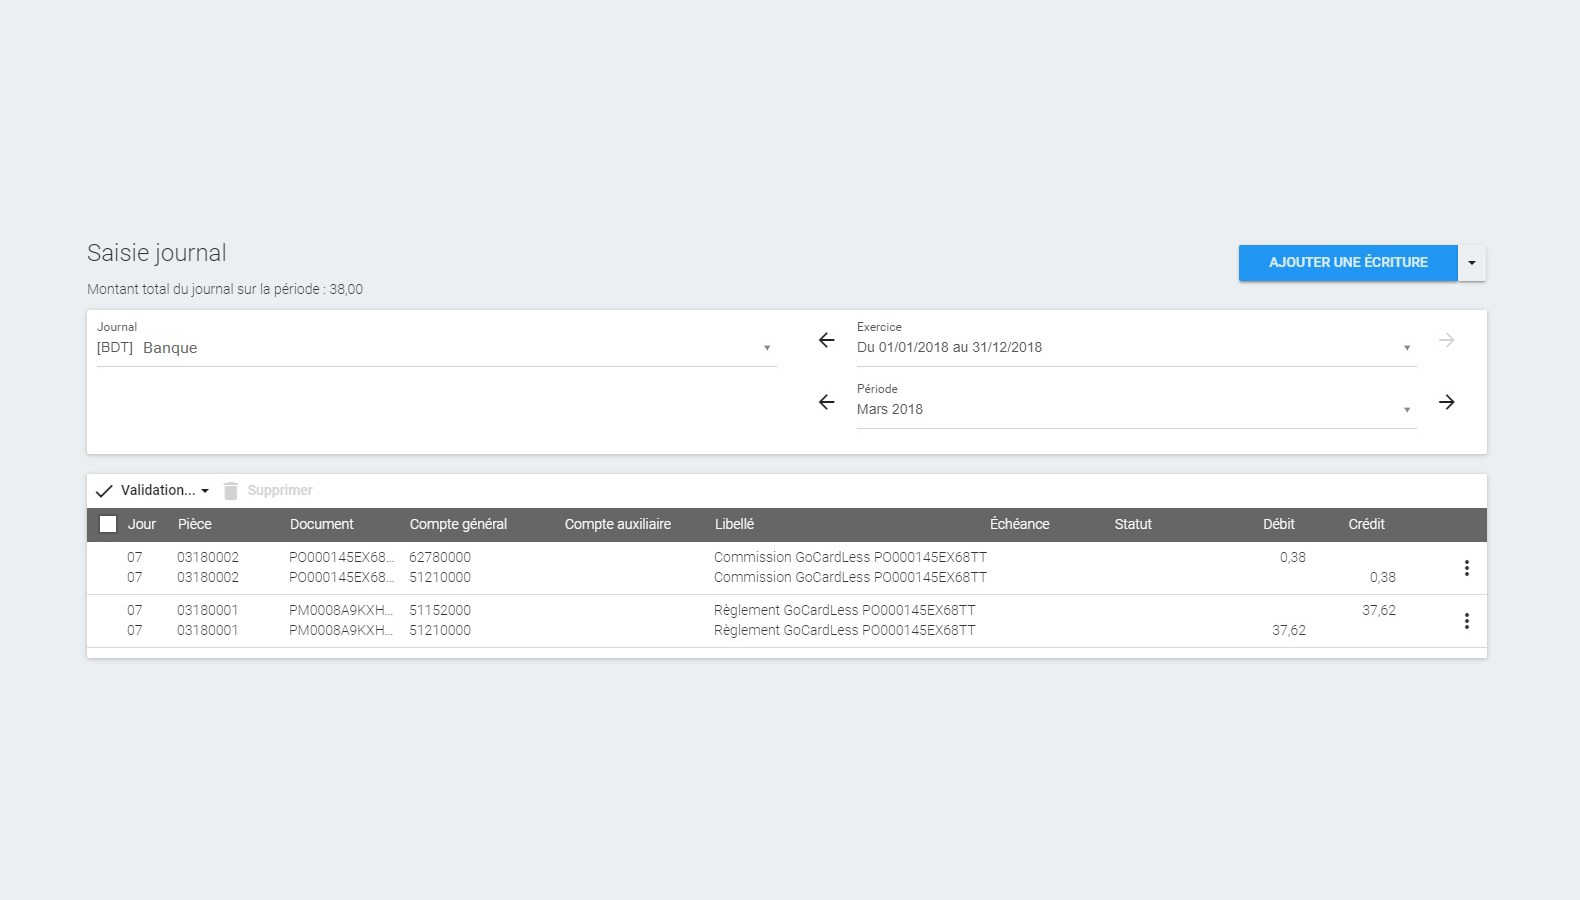 Saisie journal
AJOUTER UNE ÉCRITURE
Montant total du journal sur la période : 38,00
Journal
[BDT] Banque
Exercice
Du 01/01/2018 au 31/12/2018
Période
Mars 2018
Validation... Supprimer
Jour Pièce Document Compte général Compte auxiliaire Libellé Échéance Statut Débit Crédit
07 03180002 PO000145EX68... 62780000 Commission GoCardLess PO000145EX68TT 0,38
07 03180002 PO000145EX68... 51210000 Commission GoCardLess PO000145EX68TT 0,38
07 03180001 PM0008A9KXH... 51152000 Règlement GoCardLess PO000145EX68TT 37,62
07 03180001 PM0008A9KXH... 51210000 Règlement GoCardLess PO000145EX68TT 37,62